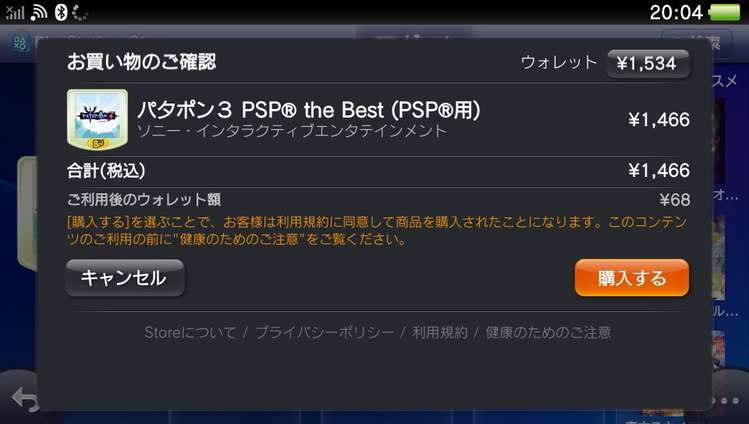 20:04
お買い物のご確認
ウォレット ¥1,534
パタポン３ PSP® the Best (PSP®用)
ソニー・インタラクティブエンタテインメント
¥1,466
合計(税込) ¥1,466
ご利用後のウォレット額 ¥68
[購入する]を選ぶことで、お客様は利用規約に同意して商品を購入されたことになります。このコンテン
ツのご利用の前に"健康のためのご注意"をご覧ください。
キャンセル 購入する
Storeについて / プライバシーポリシー / 利用規約 / 健康のためのご注意